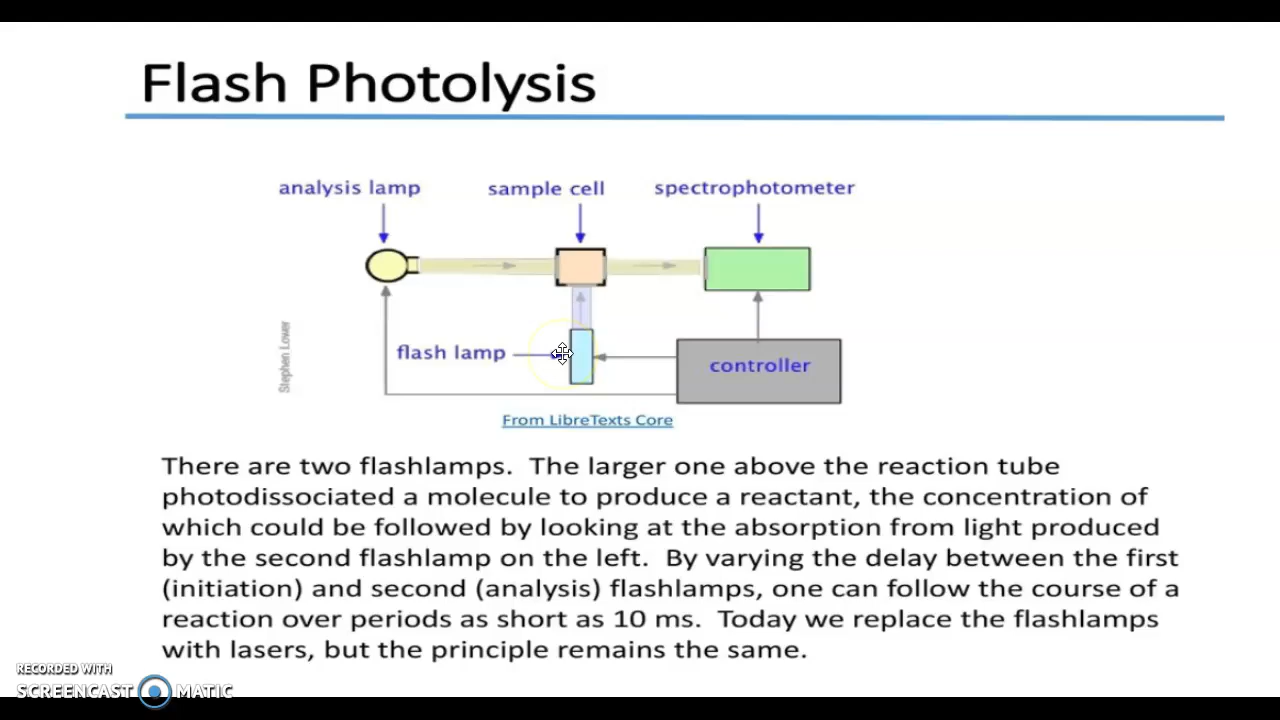 Flash Photolysis
analysis lamp
sample cell
spectrophotometer
Stephen Lower
flash lamp
controller
From LibreTexts Core
There are two flashlamps. The larger one above the reaction tube
photodissociated a molecule to produce a reactant, the concentration of
which could be followed by looking at the absorption from light produced
by the second flashlamp on the left. By varying the delay between the first
(initiation) and second (analysis) flashlamps, one can follow the course of a
reaction over periods as short as 10 ms. Today we replace the flashlamps
with lasers, but the principle remains the same.
RECORDED WITH
SCREENCAST MATIC